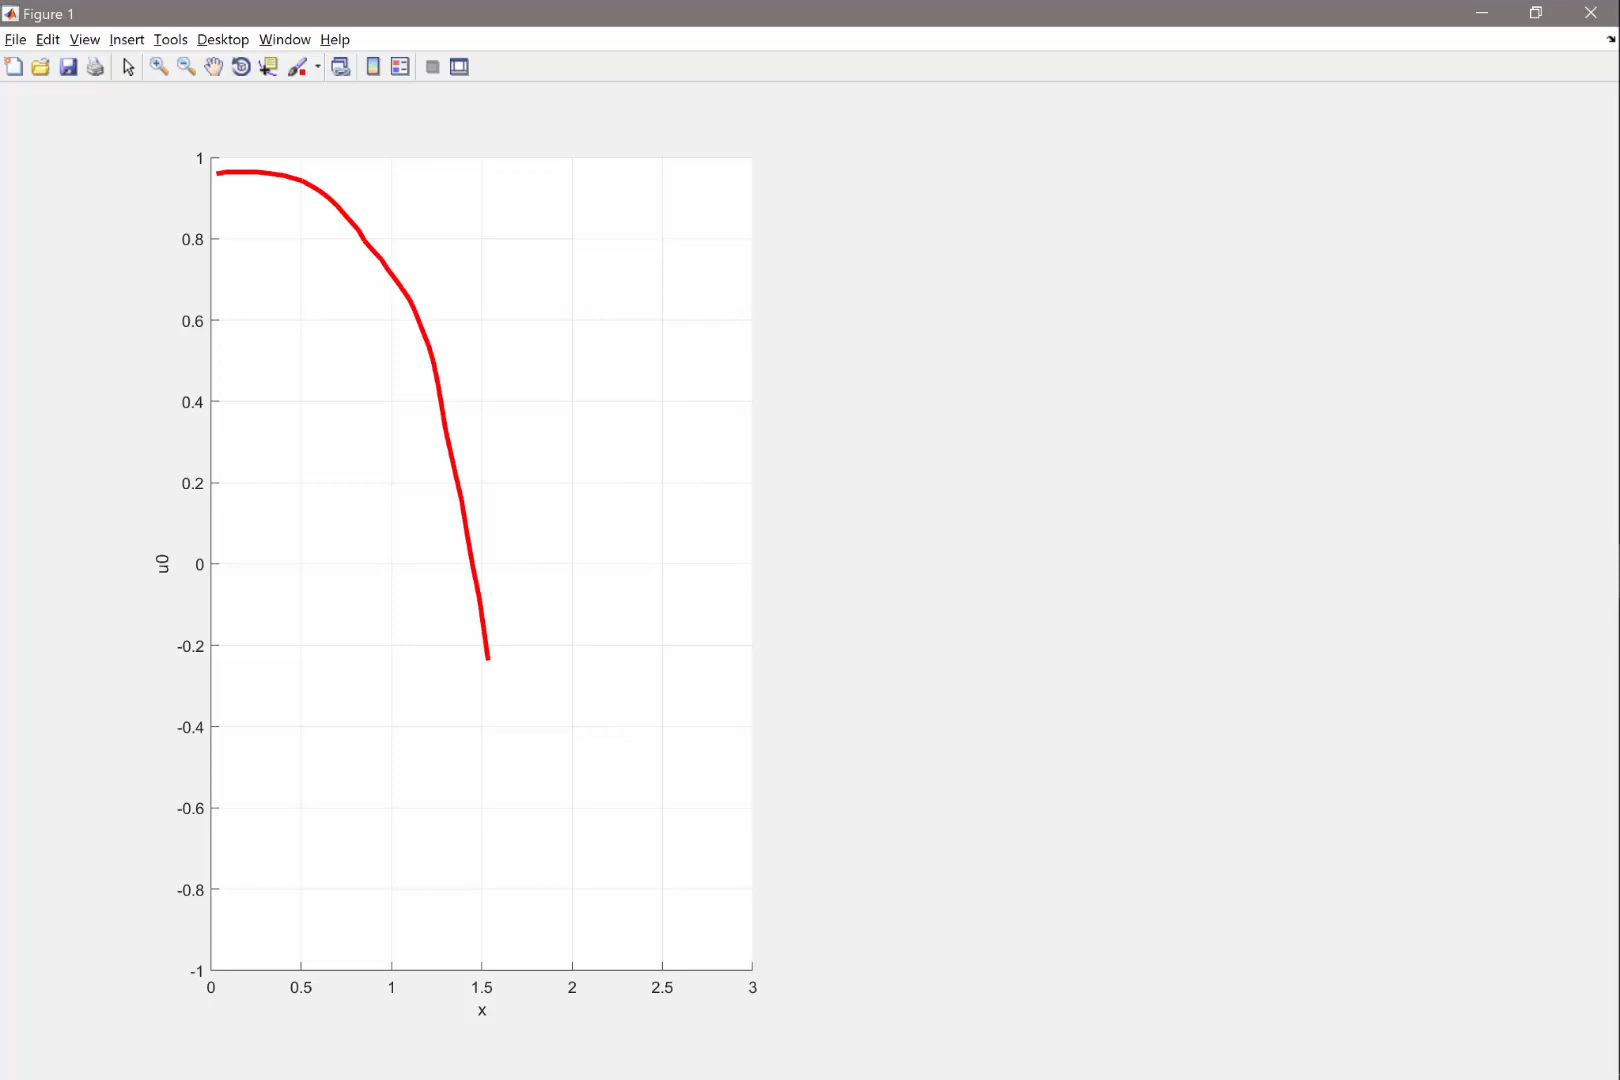 Figure 1
File Edit View Insert Tools Desktop Window Help
1
0.8
0.6
0.4
0.2
0
-0.2
-0.4
-0.6
-0.8
-1
u0
0 0.5 1 1.5 2 2.5 3
x